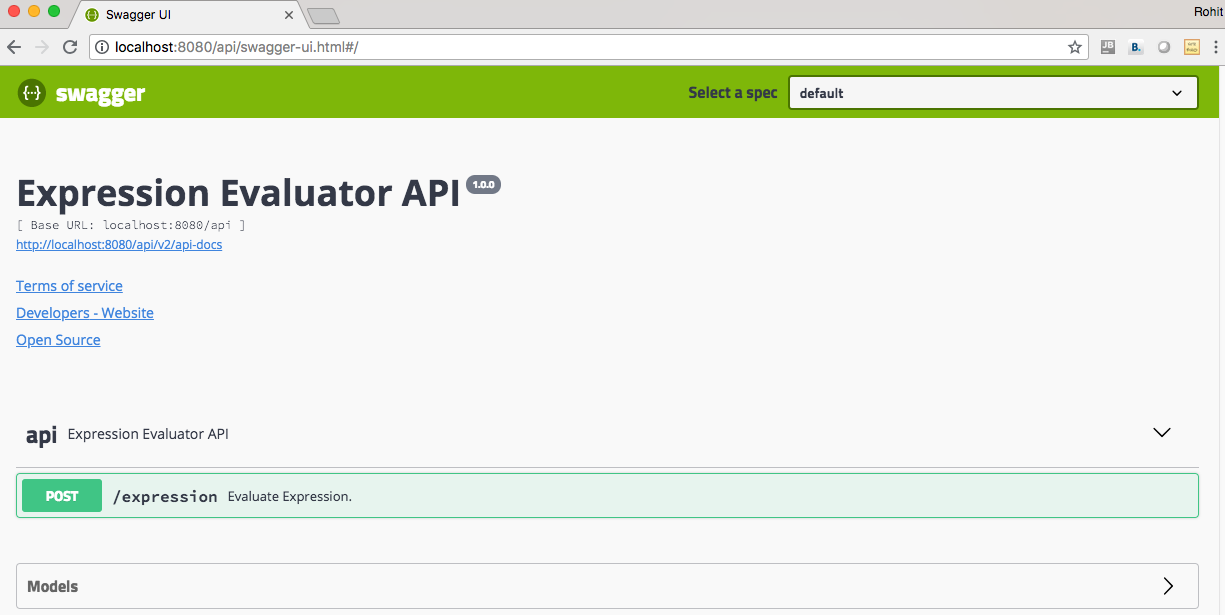 Swagger UI
Rohit
localhost:8080/api/swagger-ui.html#/
JB
B.
{···} swagger
Select a spec
default
Expression Evaluator API 1.0.0
[ Base URL: localhost:8080/api ]
http://localhost:8080/api/v2/api-docs
Terms of service
Developers - Website
Open Source
api Expression Evaluator API
POST /expression Evaluate Expression.
Models